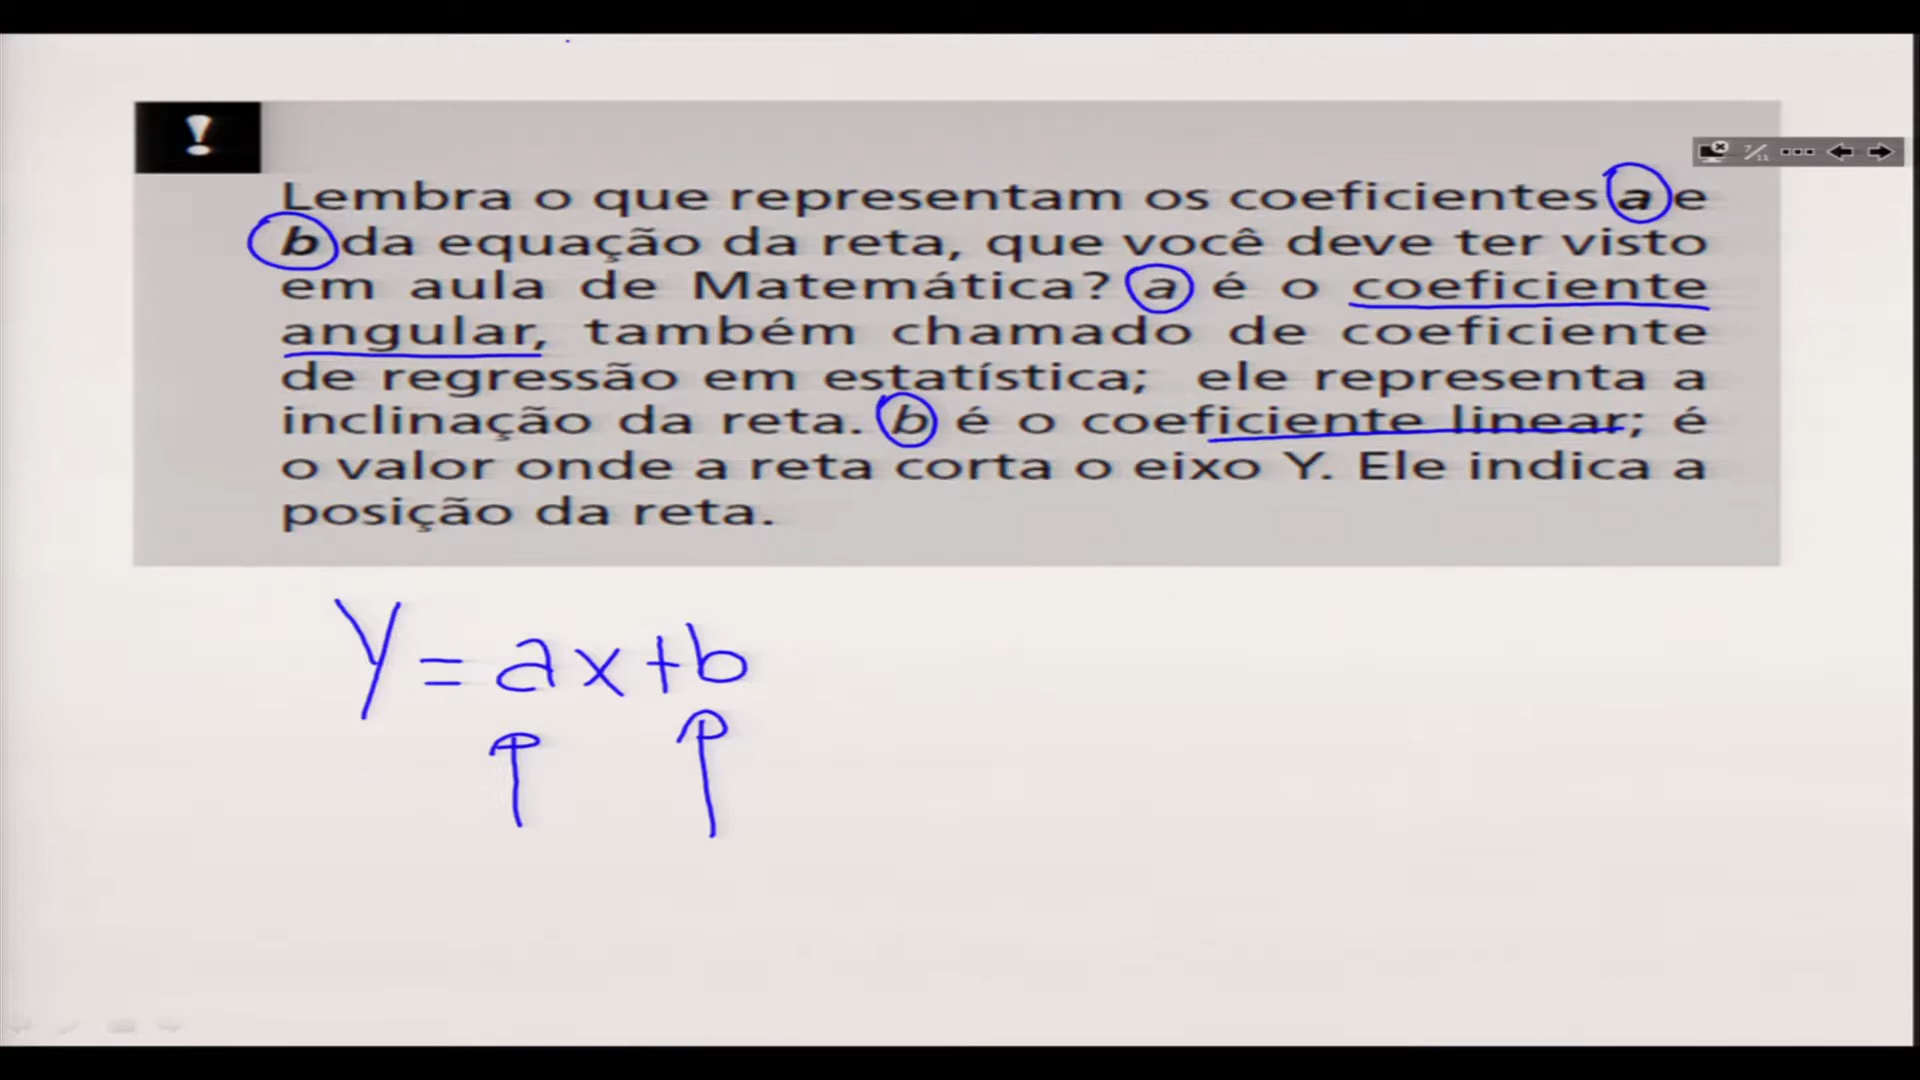 !
Lembra o que representam os coeficientes a e
b da equação da reta, que você deve ter visto
em aula de Matemática? a é o coeficiente
angular, também chamado de coeficiente
de regressão em estatística; ele representa a
inclinação da reta. b é o coeficiente linear; é
o valor onde a reta corta o eixo Y. Ele indica a
posição da reta.
7/11
Y = ax+b